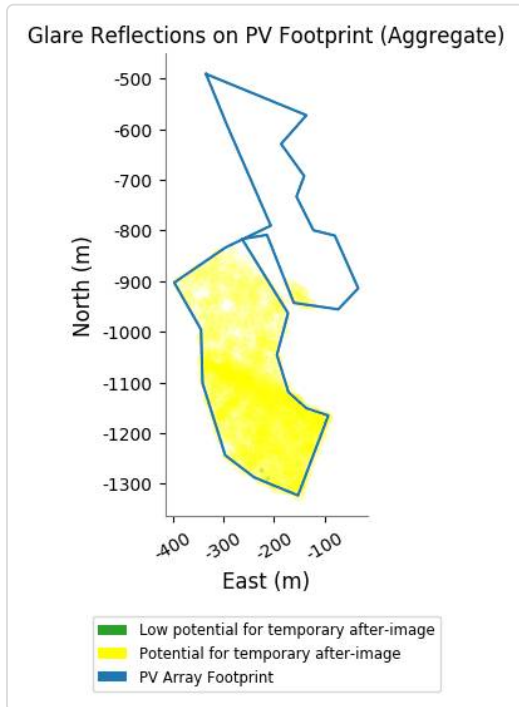 Glare Reflections on PV Footprint (Aggregate)
-500
-600
-700
-800
-900
-1000
-1100
-1200
-1300
North (m)
-400
-300
-200
-100
East (m)
Low potential for temporary after-image
Potential for temporary after-image
PV Array Footprint